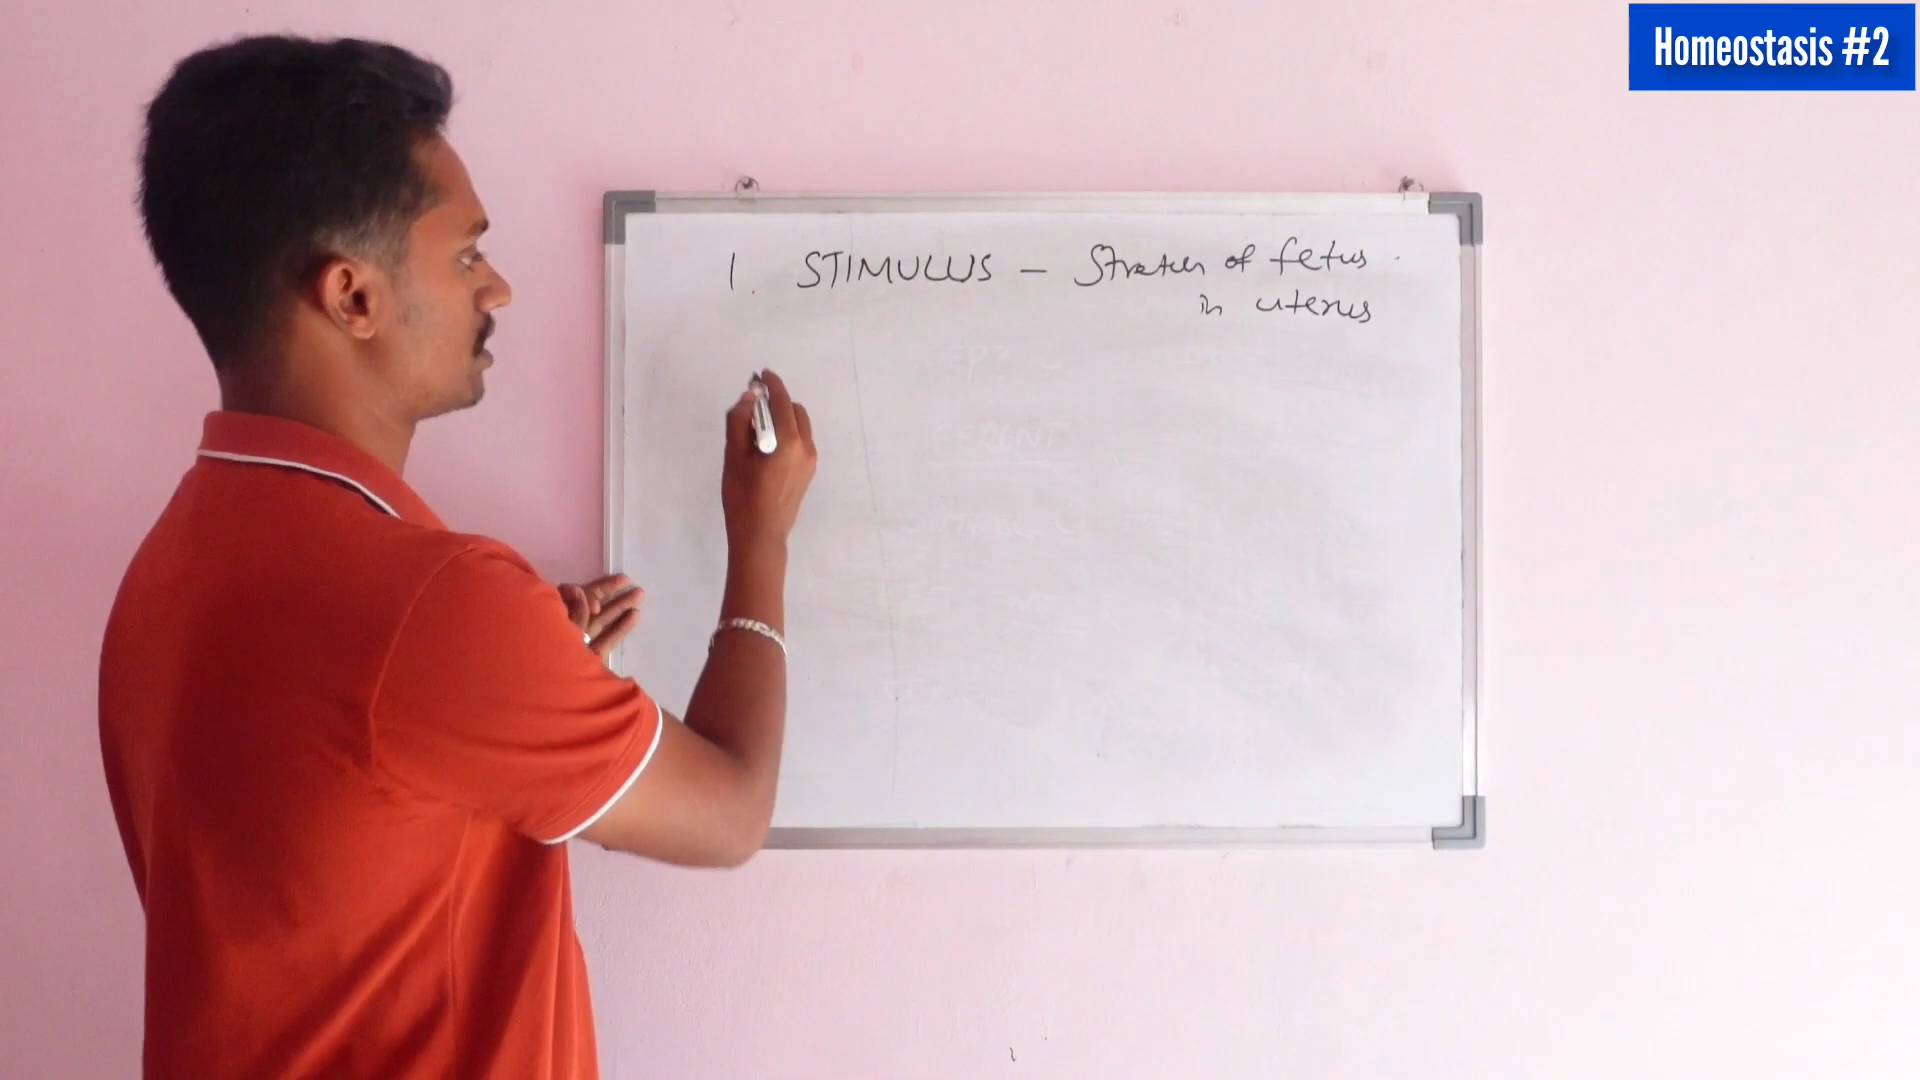 Homeostasis #2
1. STIMULUS – Stretch of fetus
in uterus